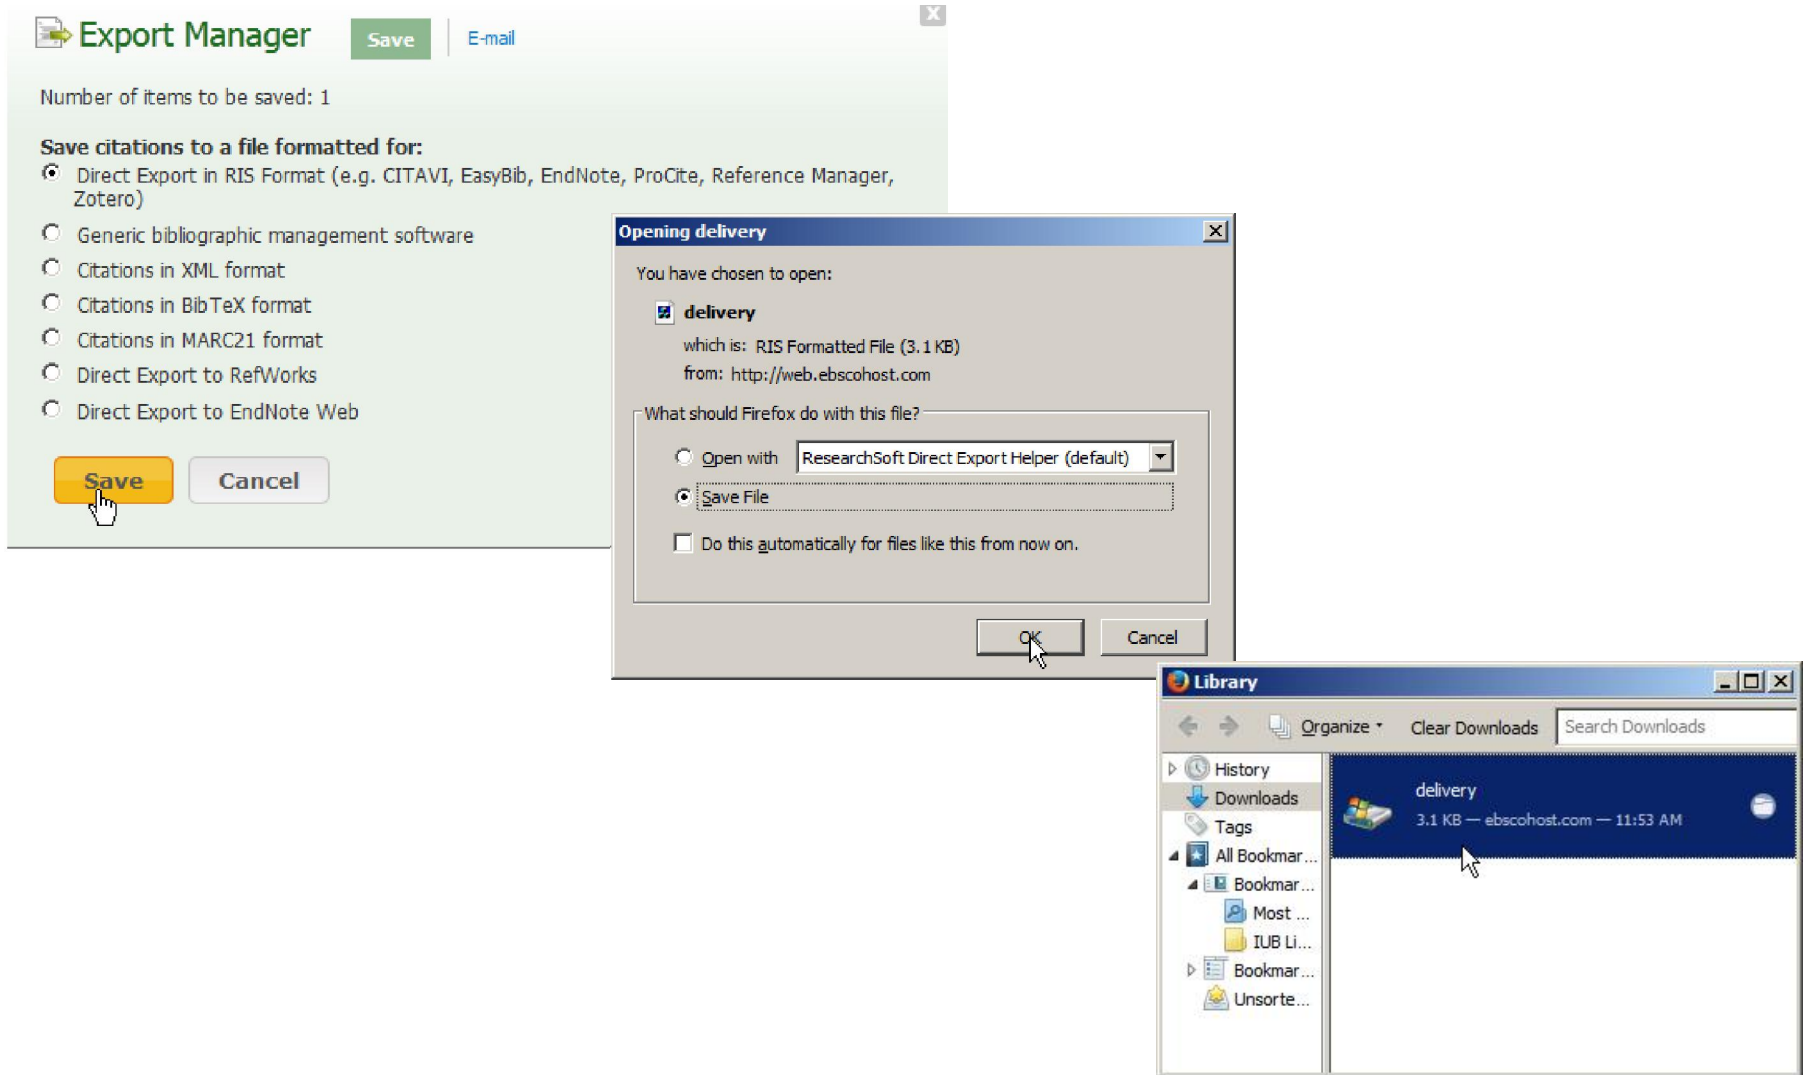 Export Manager Save E-mail
X
Number of items to be saved: 1
Save citations to a file formatted for:
Direct Export in RIS Format (e.g. CITAVI, EasyBib, EndNote, ProCite, Reference Manager,
Zotero)
Generic bibliographic management software
Citations in XML format
Citations in BibTeX format
Citations in MARC21 format
Direct Export to RefWorks
Direct Export to EndNote Web
Save Cancel
Opening delivery
You have chosen to open:
delivery
which is: RIS Formatted File (3.1 KB)
from: http://web.ebscohost.com
What should Firefox do with this file?
Open with ResearchSoft Direct Export Helper (default)
Save File
Do this automatically for files like this from now on.
OK Cancel
Library
Organize Clear Downloads Search Downloads
History
Downloads
Tags
All Bookmar...
Bookmar...
Most ...
IUB Li...
Bookmar...
Unsorte...
delivery
3.1 KB — ebscohost.com — 11:53 AM